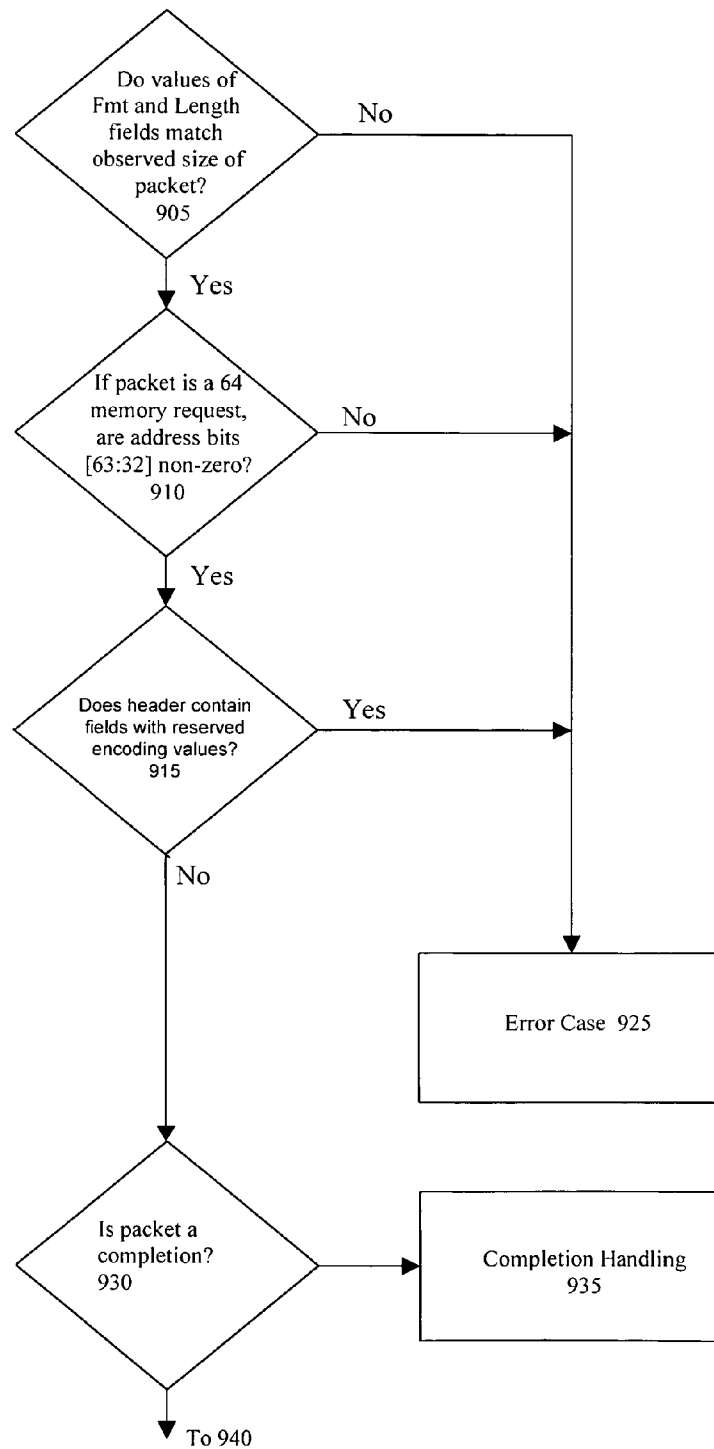 Do values of
Fmt and Length
fields match
observed size of
packet?
905
No
Yes
If packet is a 64
memory request,
are address bits
[63:32] non-zero?
910
No
Yes
Does header contain
fields with reserved
encoding values?
915
Yes
No
Error Case 925
Is packet a
completion?
930
Completion Handling
935
To 940